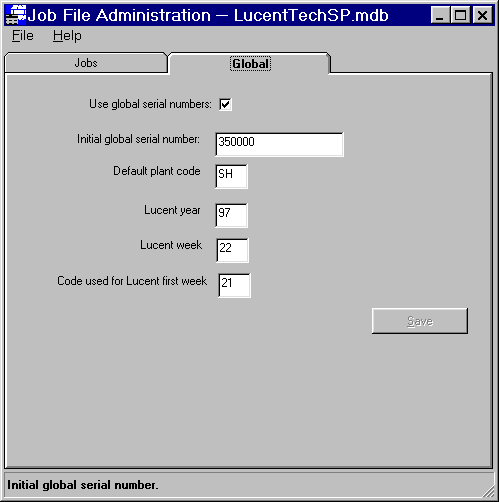 Job File Administration — LucentTechSP.mdb
File Help
Jobs Global
Use global serial numbers:
Initial global serial number: 350000
Default plant code SH
Lucent year 97
Lucent week 22
Code used for Lucent first week 21
Save
Initial global serial number.